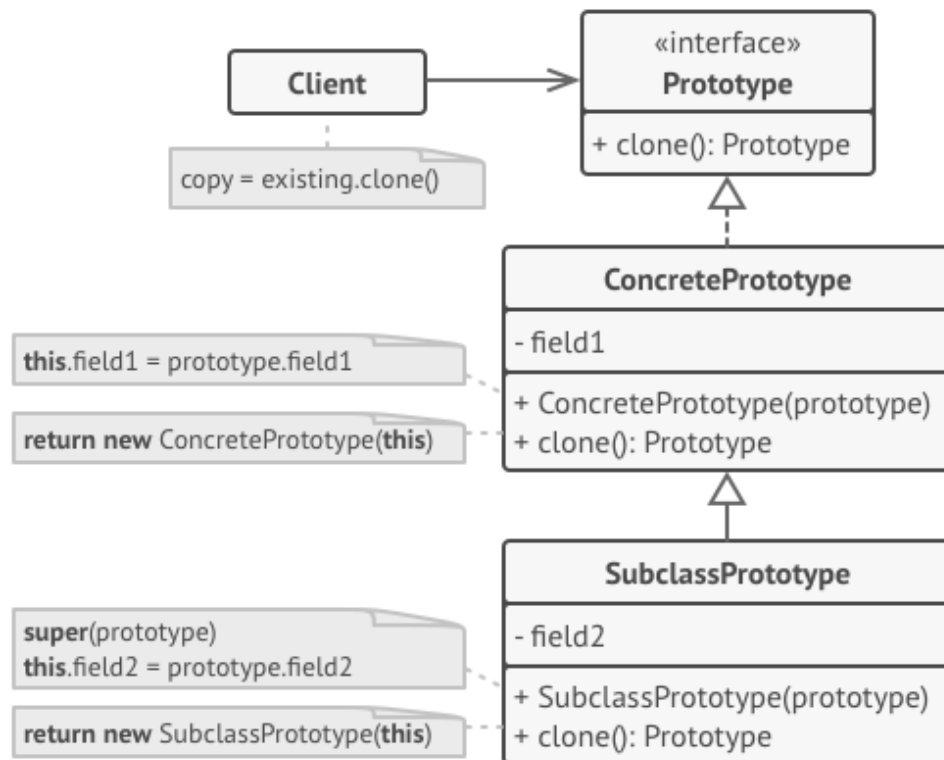 Client
«interface»
Prototype
+ clone(): Prototype
copy = existing.clone()
ConcretePrototype
- field1
+ ConcretePrototype(prototype)
+ clone(): Prototype
this.field1 = prototype.field1
return new ConcretePrototype(this)
SubclassPrototype
- field2
+ SubclassPrototype(prototype)
+ clone(): Prototype
super(prototype)
this.field2 = prototype.field2
return new SubclassPrototype(this)